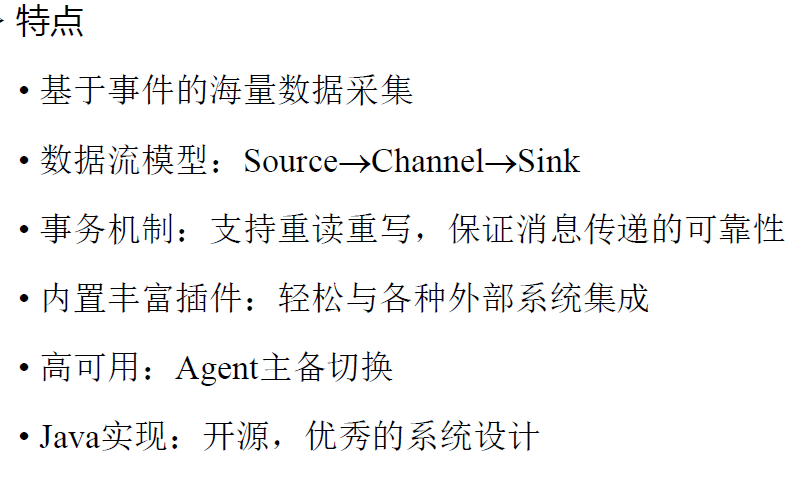 特点
• 基于事件的海量数据采集
• 数据流模型：Source→Channel→Sink
• 事务机制：支持重读重写，保证消息传递的可靠性
• 内置丰富插件：轻松与各种外部系统集成
• 高可用：Agent主备切换
• Java实现：开源，优秀的系统设计